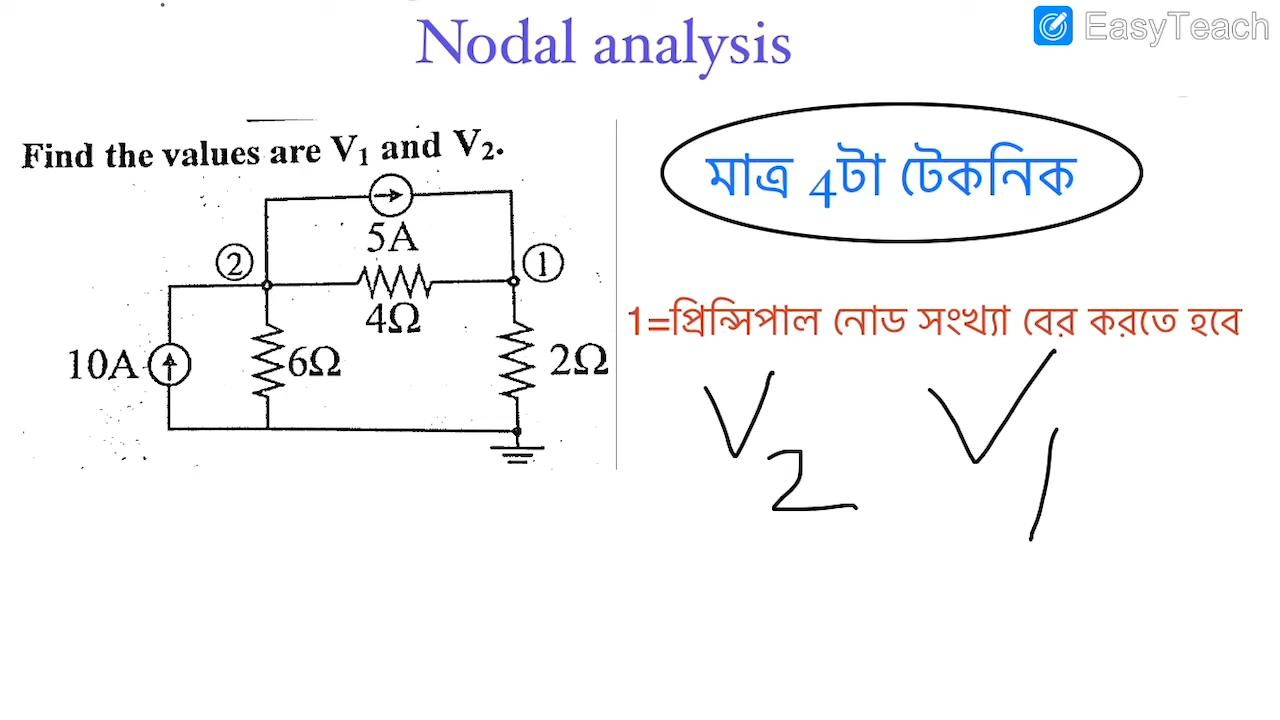 Nodal analysis
EasyTeach
Find the values are V₁ and V₂.
5A
②
①
4Ω
10A
6Ω
2Ω
মাত্র 4টা টেকনিক
1=প্রিন্সিপাল নোড সংখ্যা বের করতে হবে
V₂ V₁